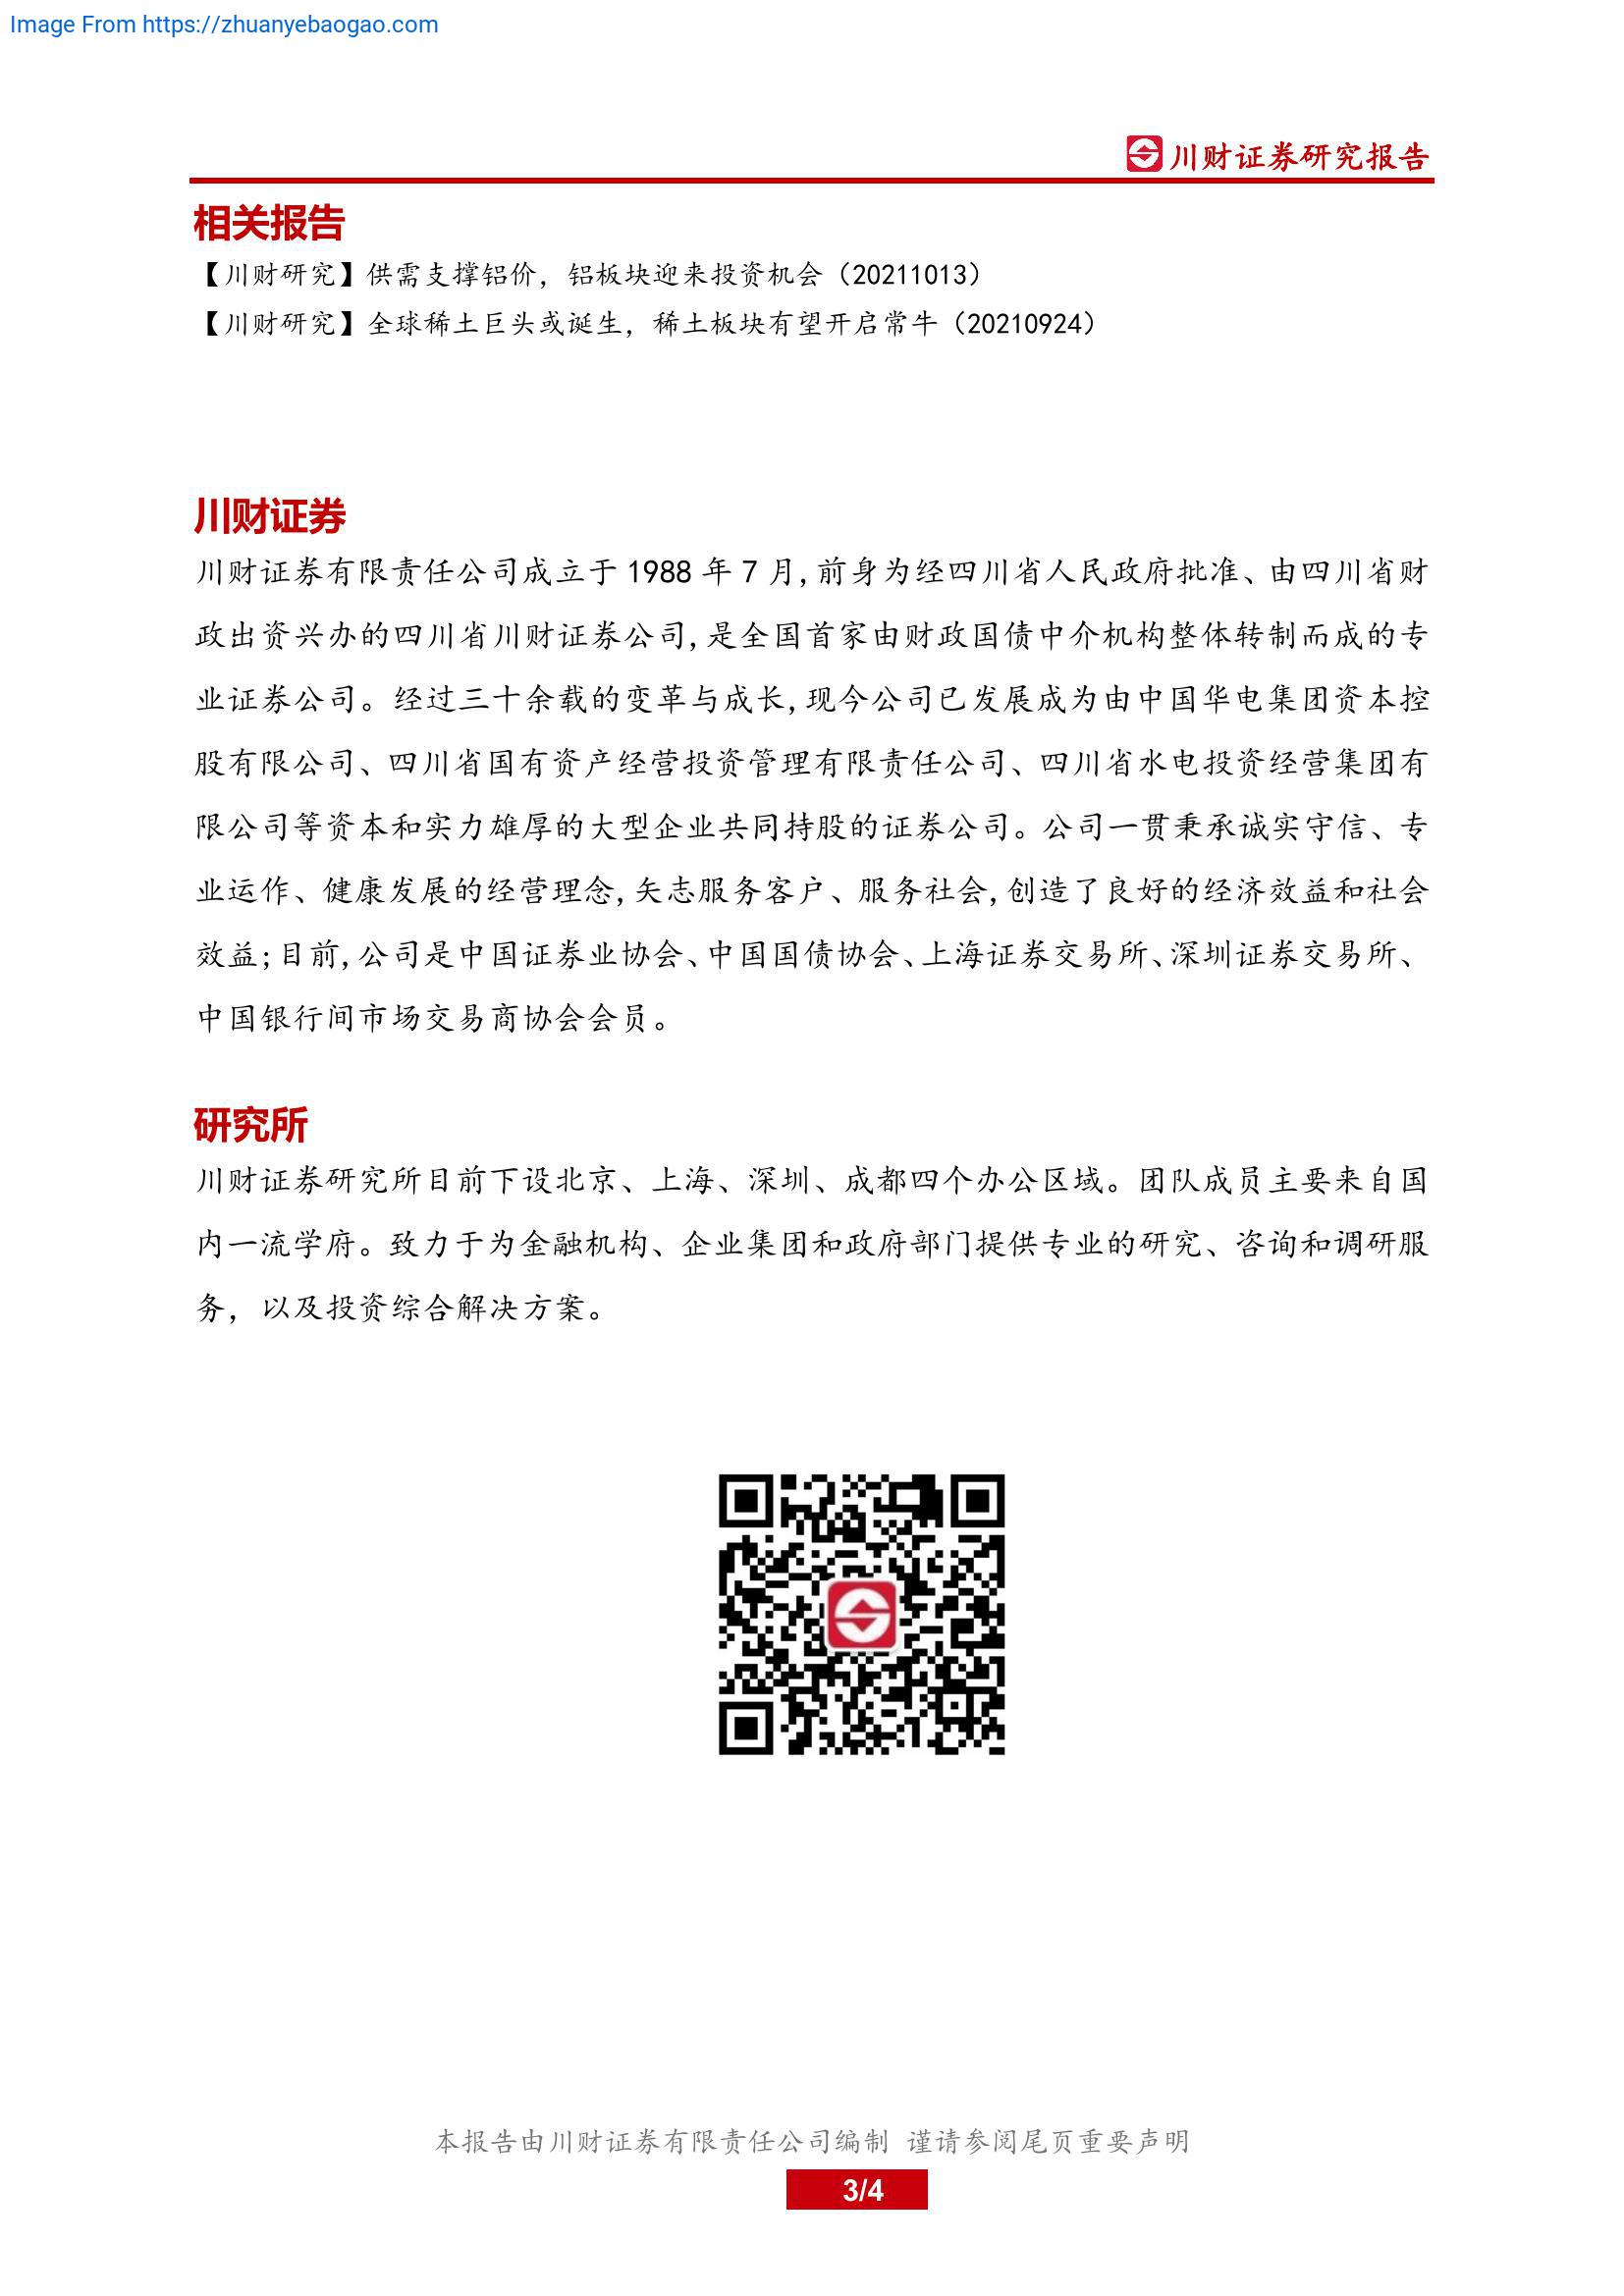 Image From https://zhuanyebaogao.com
川财证券研究报告
相关报告
【川财研究】供需支撑铝价，铝板块迎来投资机会（20211013）
【川财研究】全球稀土巨头或诞生，稀土板块有望开启常牛（20210924）
川财证券
川财证券有限责任公司成立于 1988 年 7 月,前身为经四川省人民政府批准、由四川省财
政出资兴办的四川省川财证券公司,是全国首家由财政国债中介机构整体转制而成的专
业证券公司。经过三十余载的变革与成长,现今公司已发展成为由中国华电集团资本控
股有限公司、四川省国有资产经营投资管理有限责任公司、四川省水电投资经营集团有
限公司等资本和实力雄厚的大型企业共同持股的证券公司。公司一贯秉承诚实守信、专
业运作、健康发展的经营理念,矢志服务客户、服务社会,创造了良好的经济效益和社会
效益;目前,公司是中国证券业协会、中国国债协会、上海证券交易所、深圳证券交易所、
中国银行间市场交易商协会会员。
研究所
川财证券研究所目前下设北京、上海、深圳、成都四个办公区域。团队成员主要来自国
内一流学府。致力于为金融机构、企业集团和政府部门提供专业的研究、咨询和调研服
务，以及投资综合解决方案。
本报告由川财证券有限责任公司编制 谨请参阅尾页重要声明
3/4